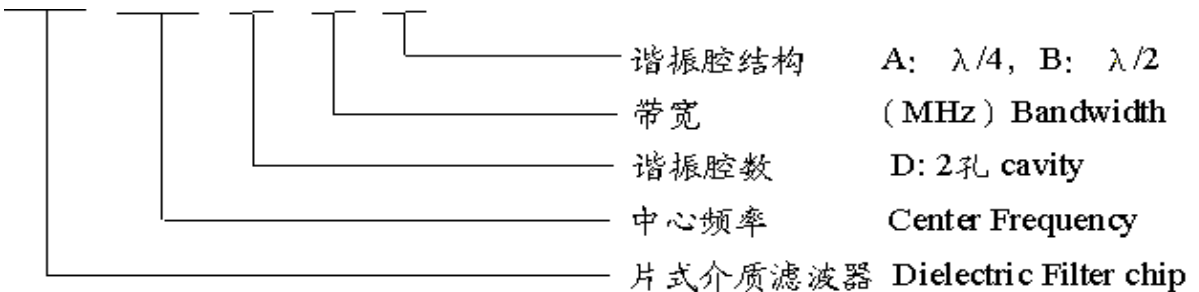 谐振腔结构 A: λ/4, B: λ/2
带宽 (MHz) Bandwidth
谐振腔数 D: 2孔 cavity
中心频率 Center Frequency
片式介质滤波器 Dielectric Filter chip